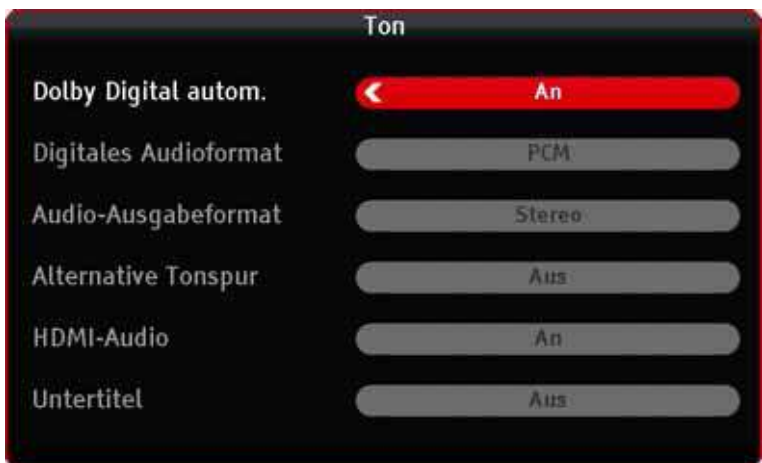 Ton
Dolby Digital autom. An
Digitales Audioformat PCM
Audio-Ausgabeformat Stereo
Alternative Tonspur Aus
HDMI-Audio An
Untertitel Aus